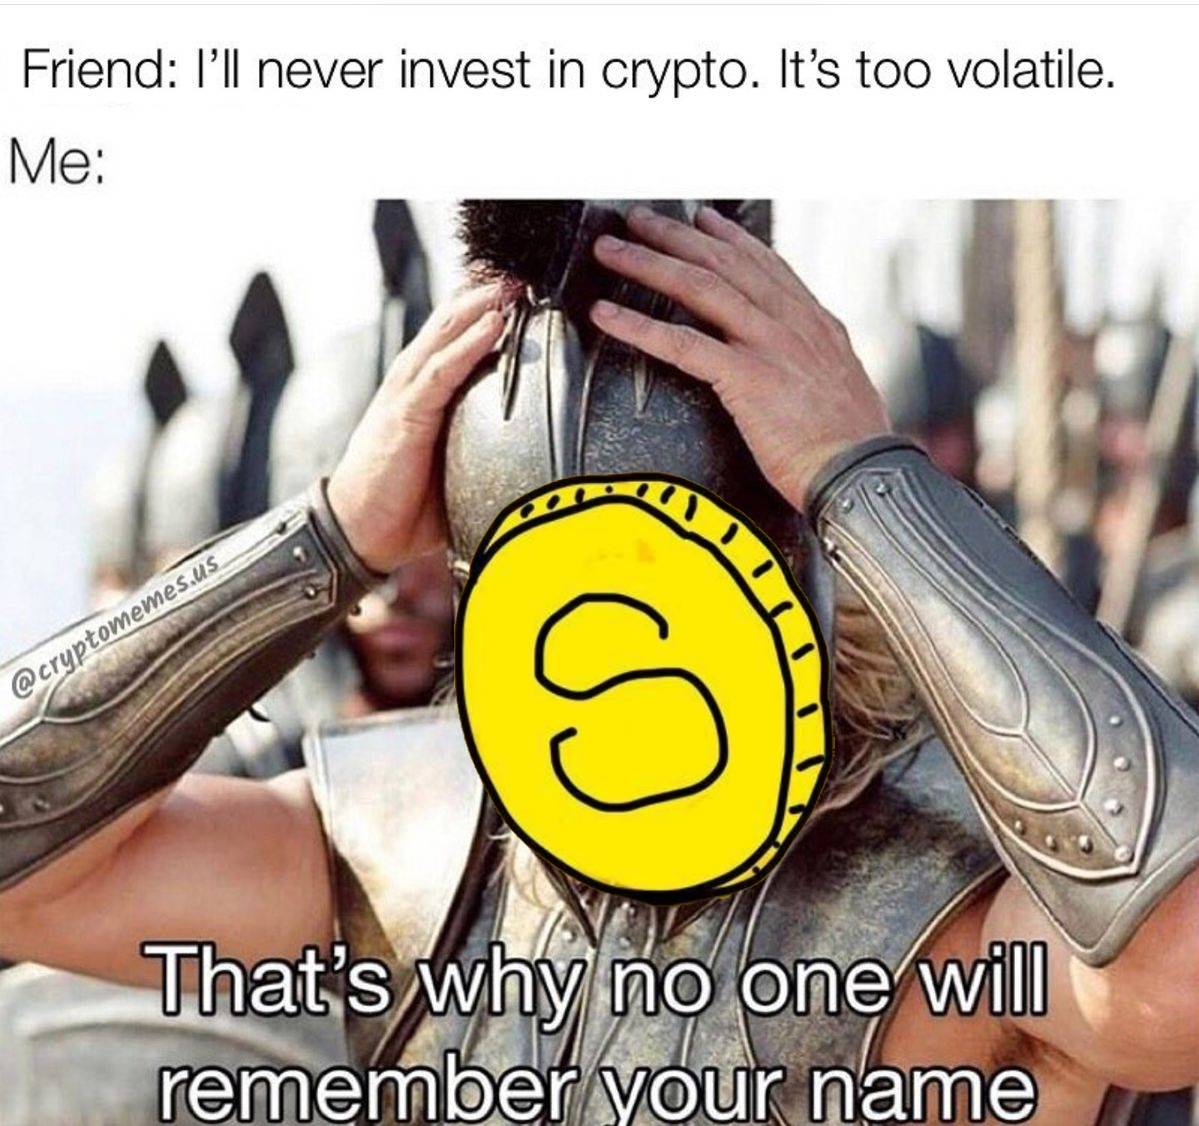 Friend: I’ll never invest in crypto. It’s too volatile.
Me:
@cryptomemes.us
S
That’s why no one will
remember your name